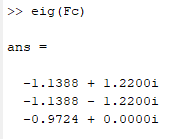 >> eig(Fc)
ans =
-1.1388 + 1.2200i
-1.1388 - 1.2200i
-0.9724 + 0.0000i